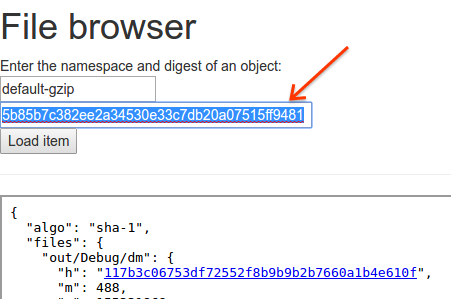 File browser
Enter the namespace and digest of an object:
default-gzip
5b85b7c382ee2a34530e33c7db20a07515ff9481
Load item
{
"algo": "sha-1",
"files": {
"out/Debug/dm": {
"h": "117b3c06753df72552f8b9b9b2b7660a1b4e610f",
"m": 488,